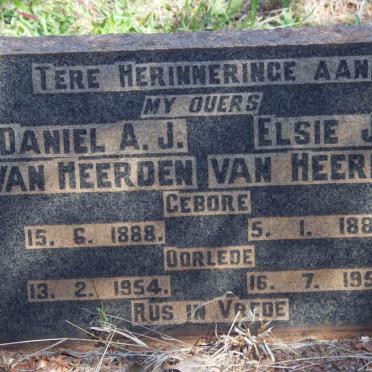 TERE HERINNERINGE AAN
MY OUERS
DANIEL A. J. ELSIE J
VAN HEERDEN VAN HEER
GEBORE
15. 6. 1888. 5. 1. 188
OORLEDE
13. 2. 1954. 16. 7. 195
RUS IN VREDE